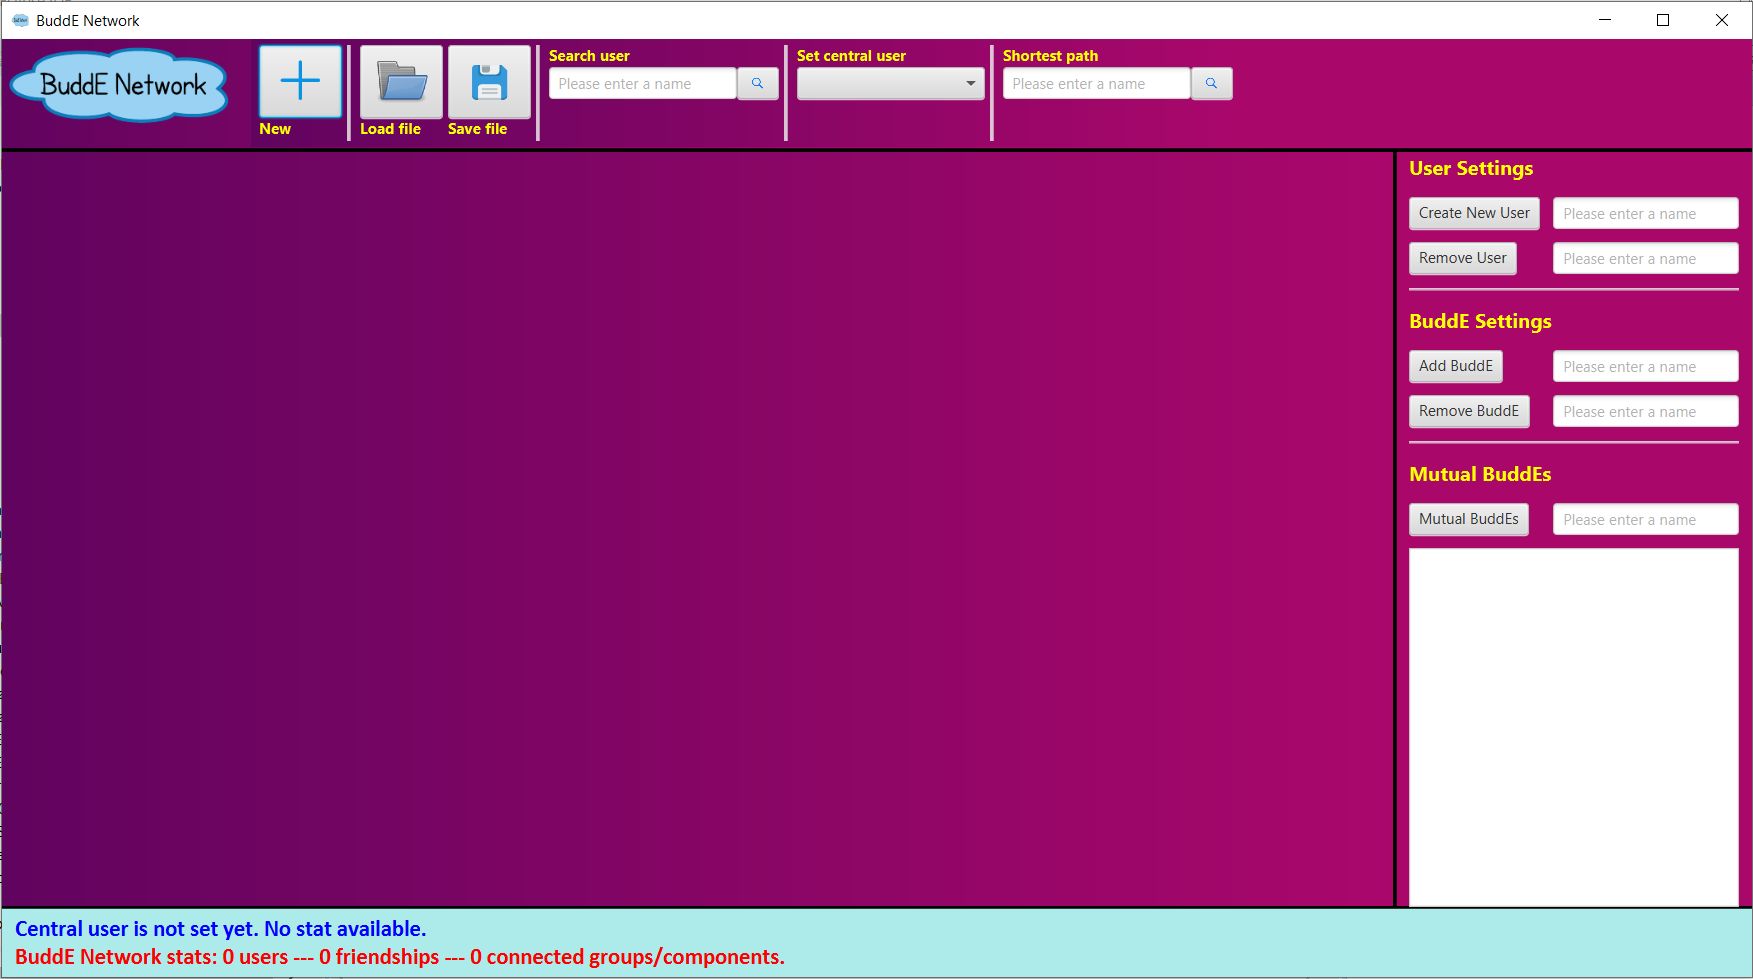 BuddE Network
BuddE Network
New
Load file
Save file
Search user
Please enter a name
Set central user
Shortest path
Please enter a name
User Settings
Create New User
Please enter a name
Remove User
Please enter a name
BuddE Settings
Add BuddE
Please enter a name
Remove BuddE
Please enter a name
Mutual BuddEs
Mutual BuddEs
Please enter a name
Central user is not set yet. No stat available.
BuddE Network stats: 0 users --- 0 friendships --- 0 connected groups/components.